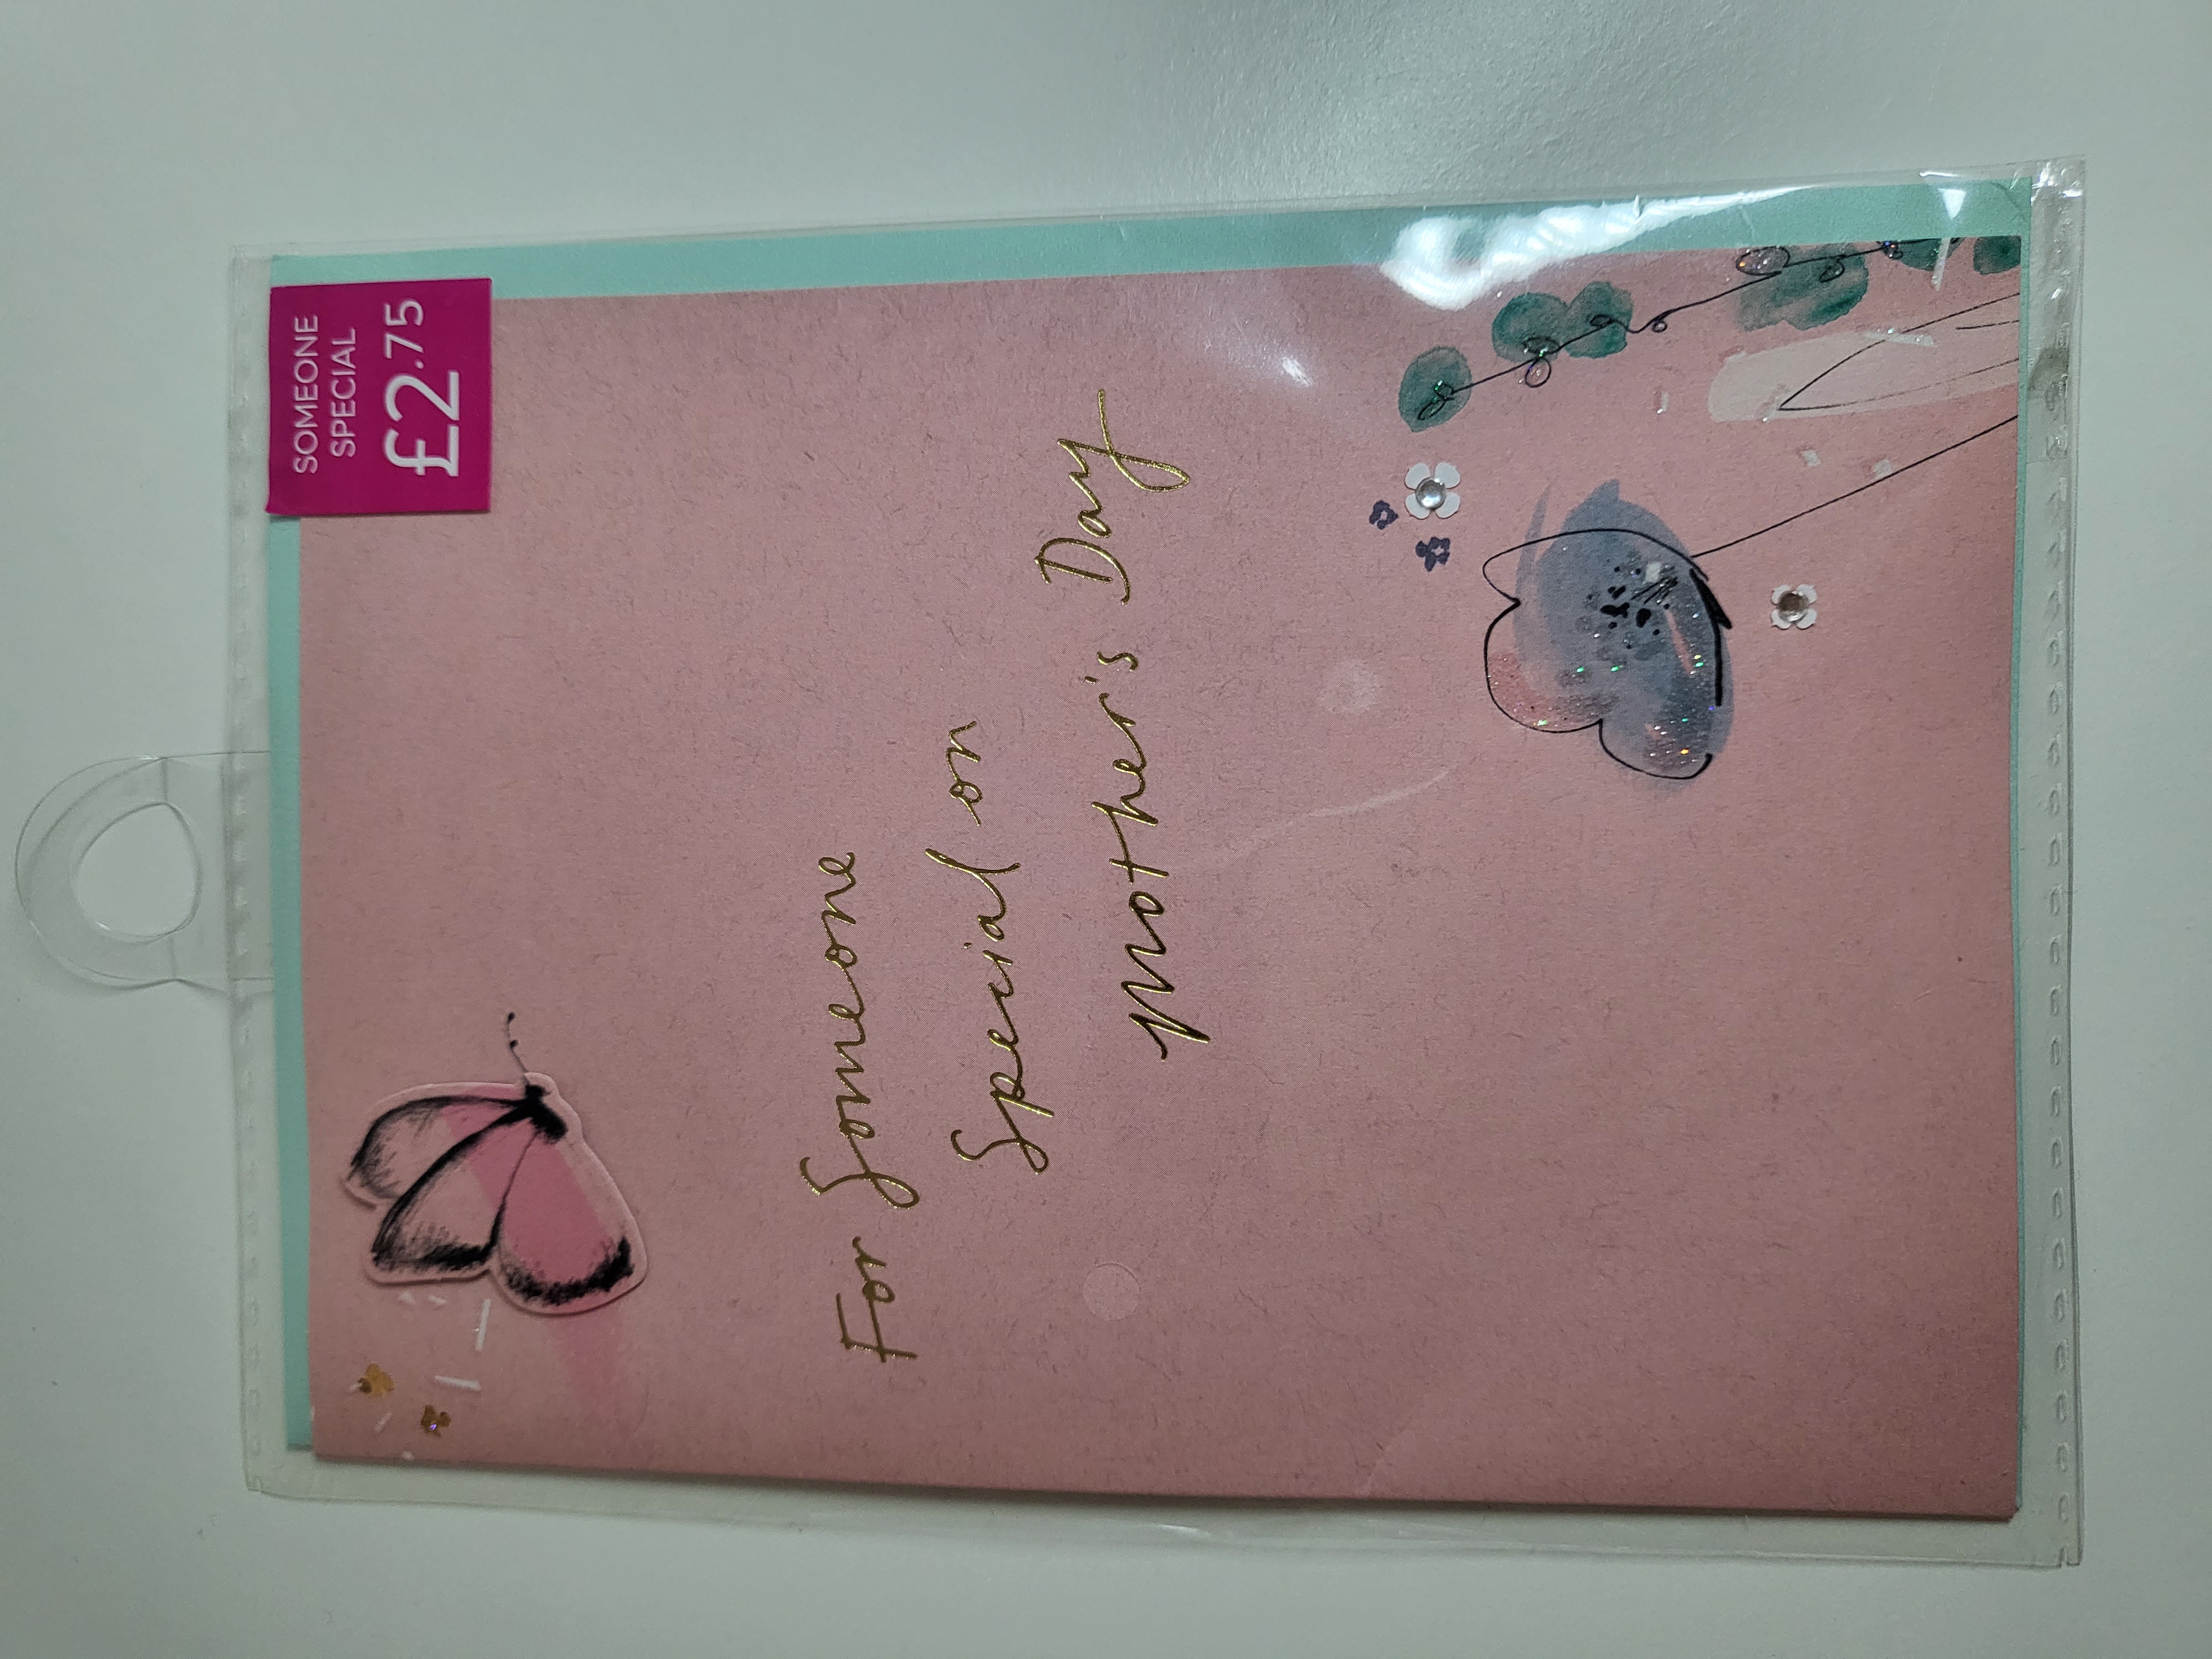 SOMEONE
SPECIAL
£2.75
For Someone
Special on
Mother's Day